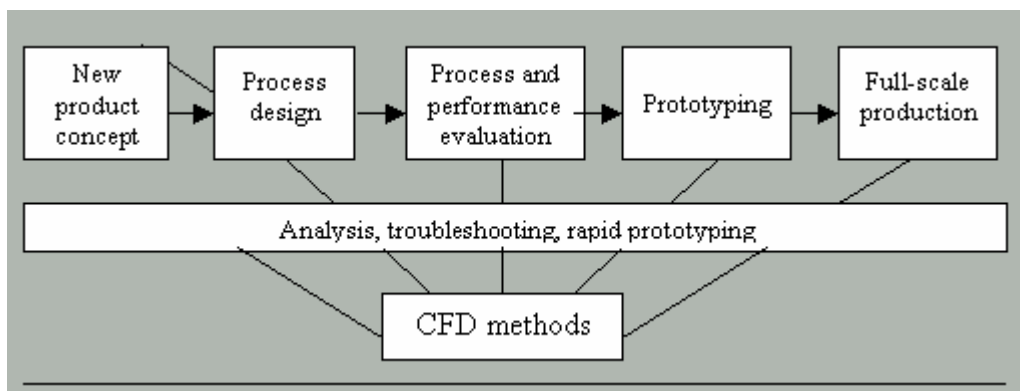 New
product
concept
Process
design
Process and
performance
evaluation
Prototyping
Full-scale
production
Analysis, troubleshooting, rapid prototyping
CFD methods